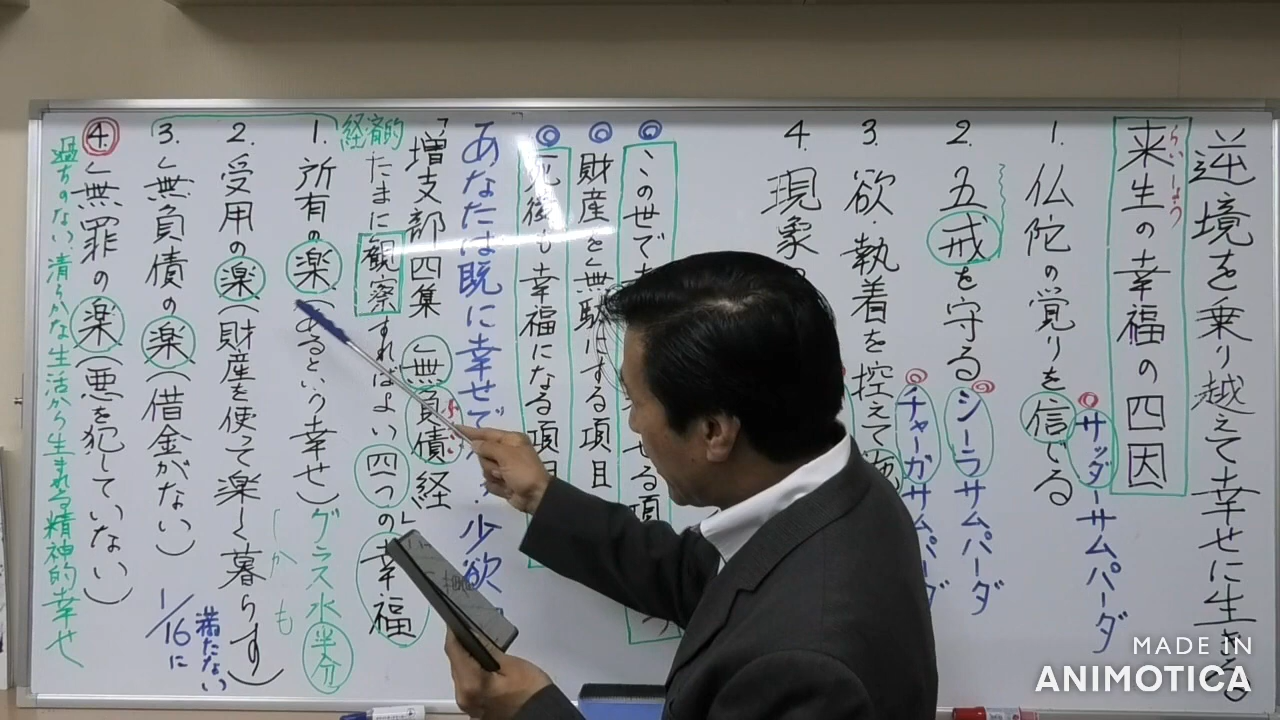 逆境を乗り越えて幸せに生きる
来生の幸福の四因
らいしょう
1. 仏陀の覚りを信じる
サッダーサムパーダ
2. 五戒を守る
シーラサムパーダ
3. 欲・執着を控えて
チャーガサムパーダ
4. 現象
◎この世で
せる項
◎財産を無駄にする項目
◎死後も幸福になる項目
あなたは既に幸せで
少欲
「増支部四集 無負債経」
経済的
たまに観察すればよい四つの幸福
1. 所有の楽(あるという幸せ)グラス水半分
しかも
2. 受用の楽(財産を使って楽しく暮らす)
3. 無負債の楽(借金がない)
1/16に満たない
4. 無罪の楽(悪を犯していない)
過ちのない、清らかな生活から生まれる精神的幸せ
MADE IN
ANIMOTICA